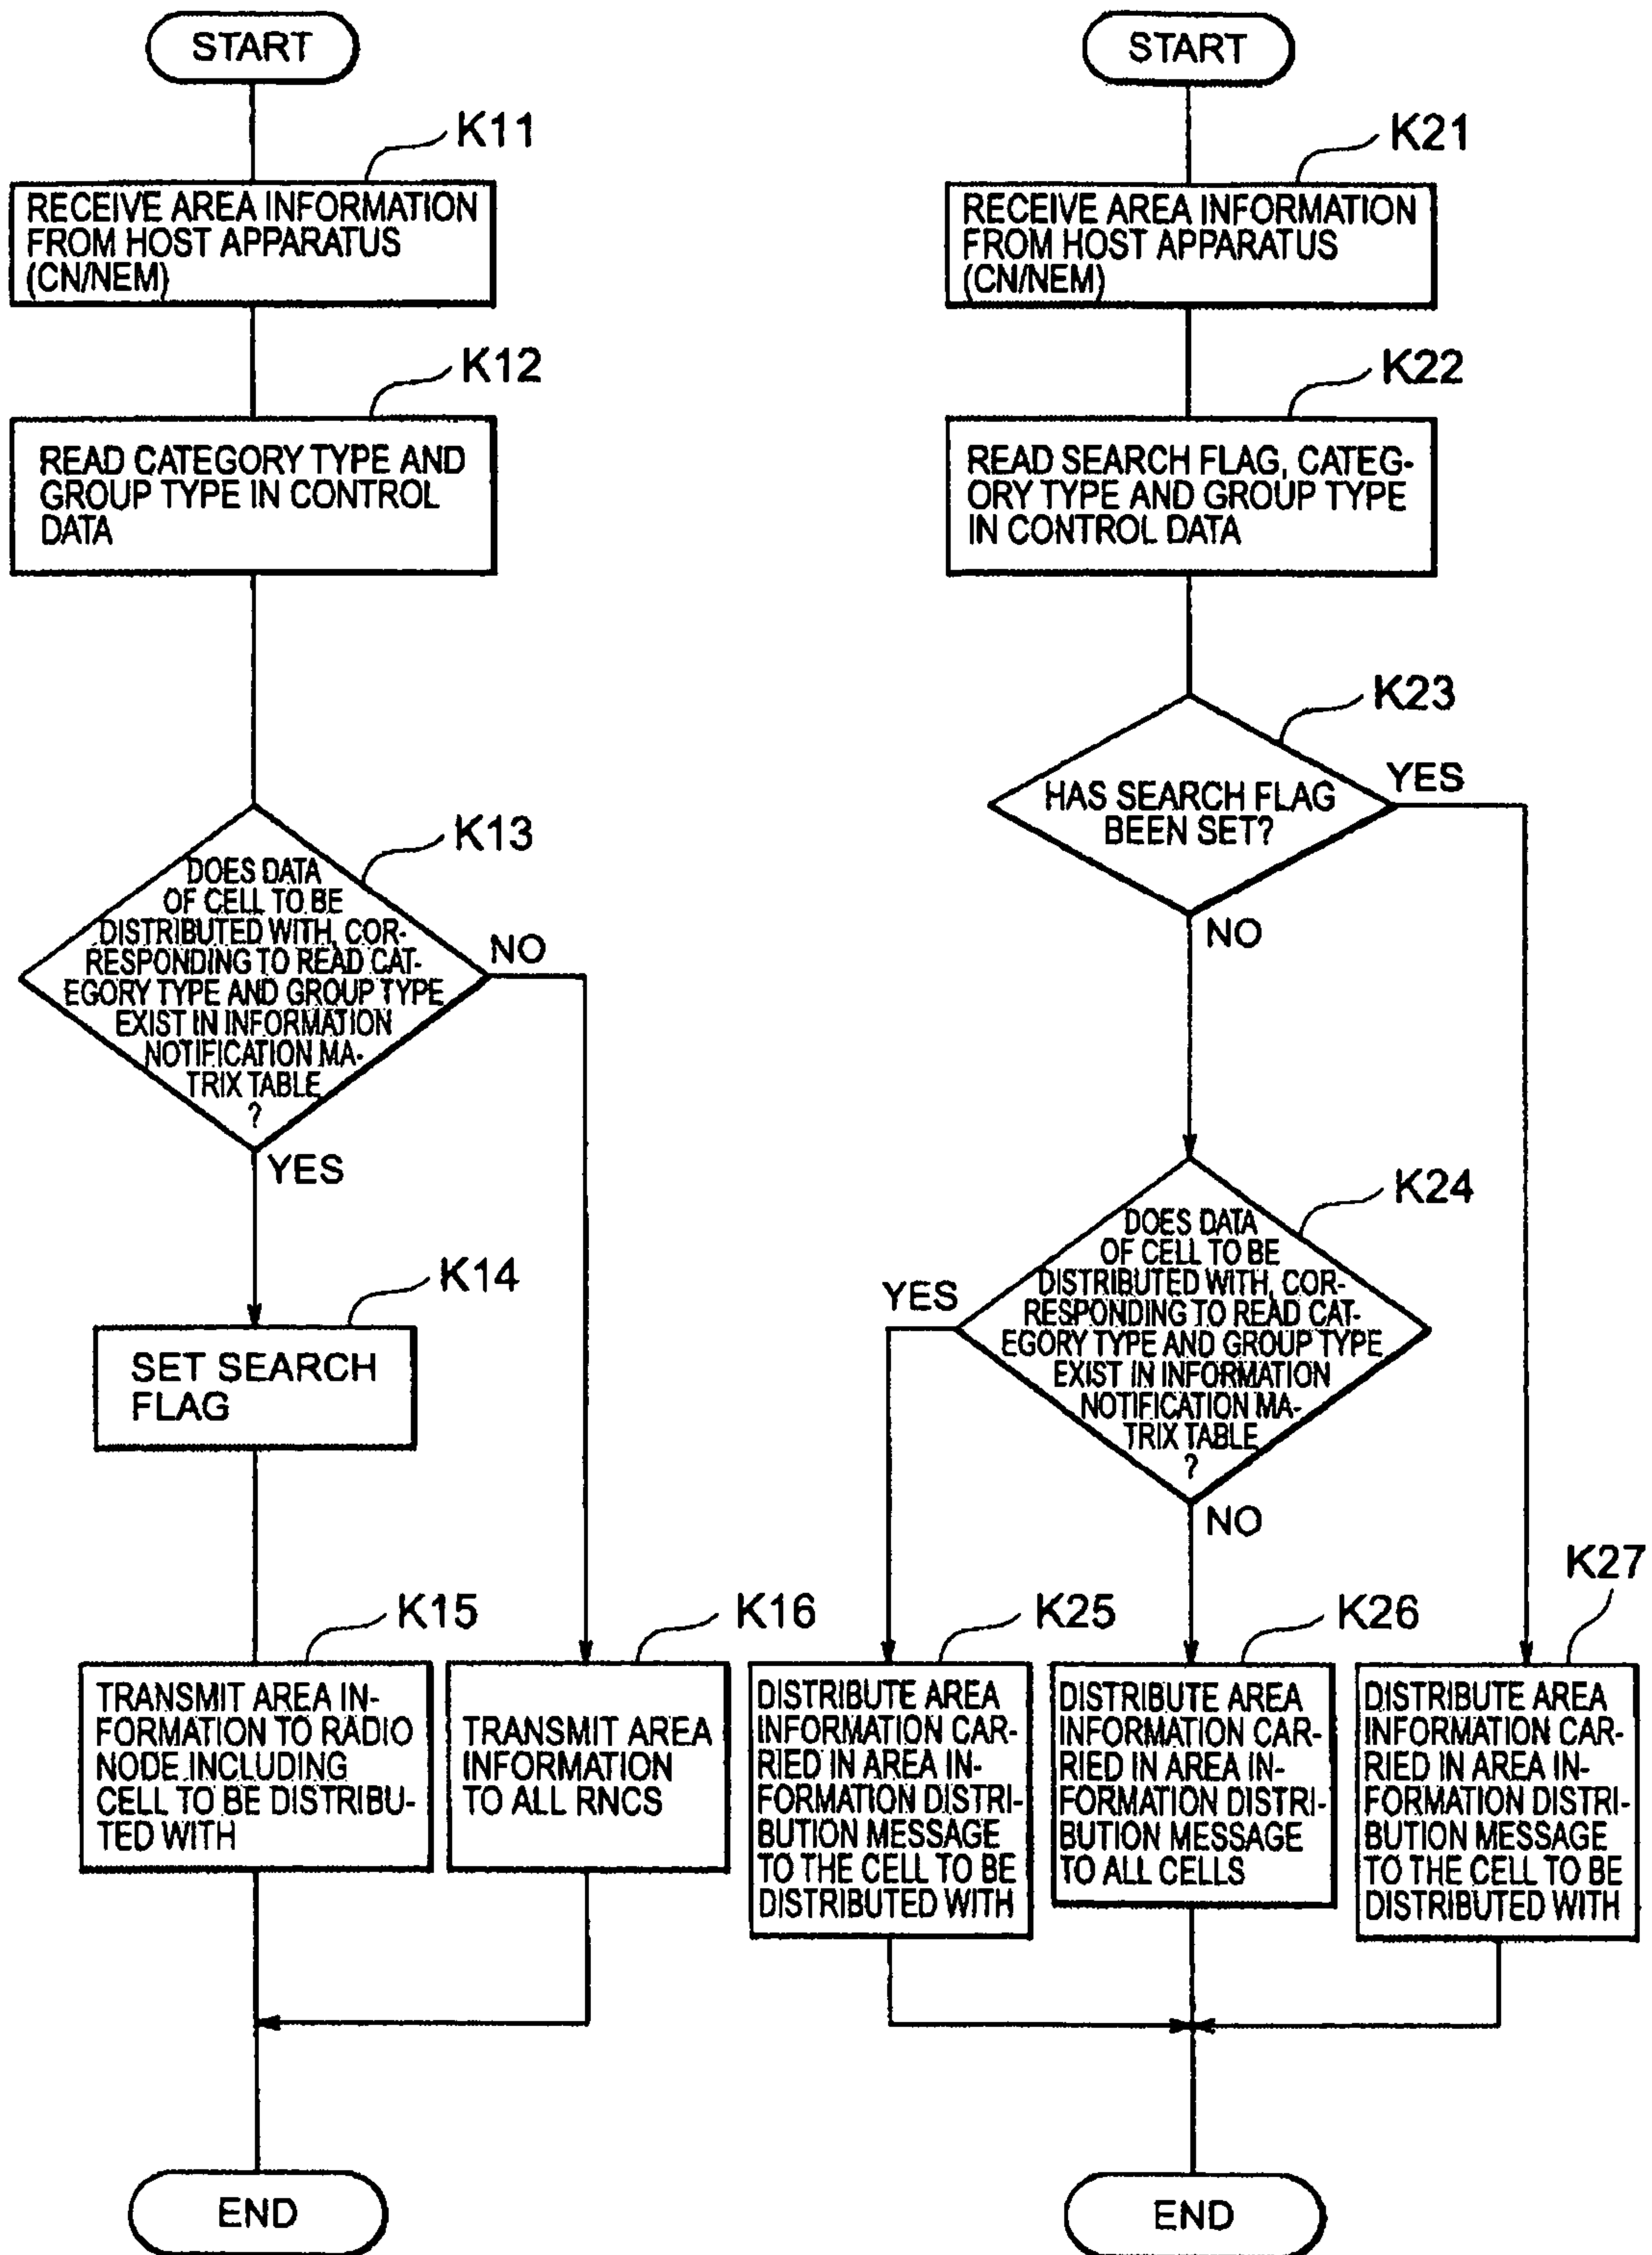 START
K11
RECEIVE AREA INFORMATION
FROM HOST APPARATUS
(CN/NEM)
K12
READ CATEGORY TYPE AND
GROUP TYPE IN CONTROL
DATA
K13
DOES DATA
OF CELL TO BE
DISTRIBUTED WITH, COR-
RESPONDING TO READ CAT-
EGORY TYPE AND GROUP TYPE
EXIST IN INFORMATION
NOTIFICATION MA-
TRIX TABLE
?
NO
YES
K14
SET SEARCH
FLAG
K15
TRANSMIT AREA IN-
FORMATION TO RADIO
NODE INCLUDING
CELL TO BE DISTRIBU-
TED WITH
K16
TRANSMIT AREA
INFORMATION
TO ALL RNCS
END
START
K21
RECEIVE AREA INFORMATION
FROM HOST APPARATUS
(CN/NEM)
K22
READ SEARCH FLAG, CATEG-
ORY TYPE AND GROUP TYPE
IN CONTROL DATA
K23
HAS SEARCH FLAG
BEEN SET?
YES
NO
K24
DOES DATA
OF CELL TO BE
DISTRIBUTED WITH, COR-
RESPONDING TO READ CAT-
EGORY TYPE AND GROUP TYPE
EXIST IN INFORMATION
NOTIFICATION MA-
TRIX TABLE
?
YES
NO
K25
DISTRIBUTE AREA
INFORMATION CAR-
RIED IN AREA IN-
FORMATION DISTRI-
BUTION MESSAGE
TO THE CELL TO BE
DISTRIBUTED WITH
K26
DISTRIBUTE AREA
INFORMATION CAR-
RIED IN AREA IN-
FORMATION DISTRI-
BUTION MESSAGE
TO ALL CELLS
K27
DISTRIBUTE AREA
INFORMATION CAR-
RIED IN AREA IN-
FORMATION DISTRI-
BUTION MESSAGE
TO THE CELL TO BE
DISTRIBUTED WITH
END